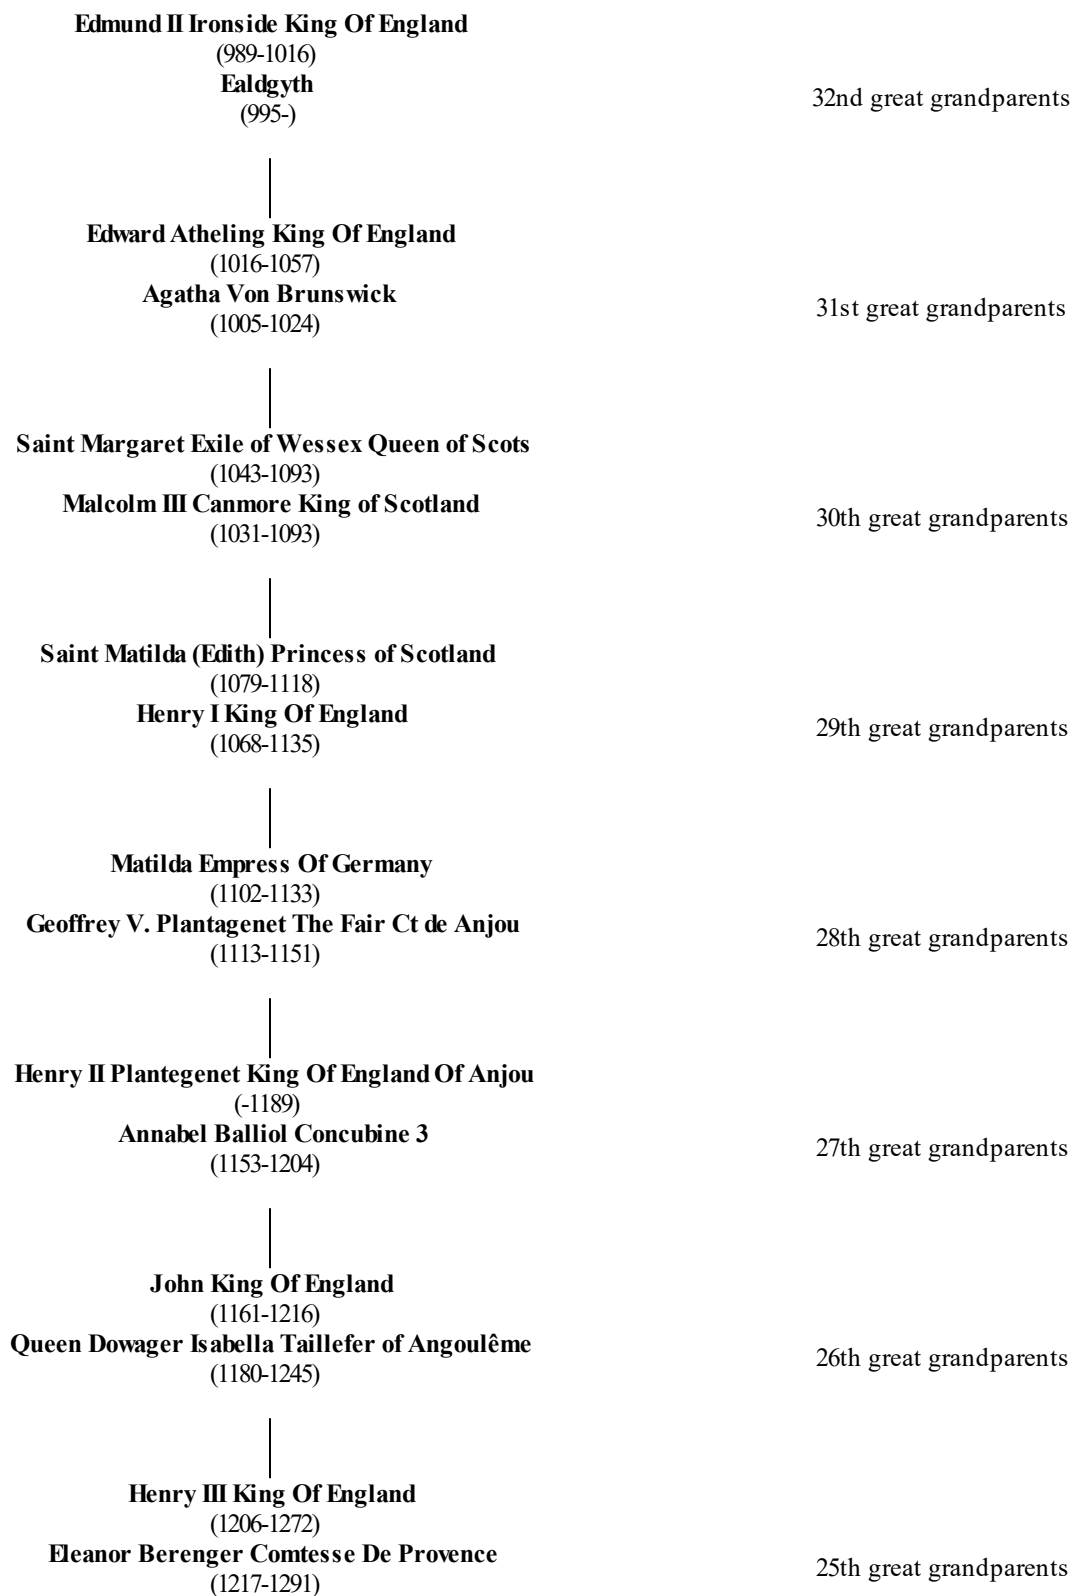 Edmund II Ironside King Of England
(989-1016)
Ealdgyth
(995-)
32nd great grandparents
Edward Atheling King Of England
(1016-1057)
Agatha Von Brunswick
(1005-1024)
31st great grandparents
Saint Margaret Exile of Wessex Queen of Scots
(1043-1093)
Malcolm III Canmore King of Scotland
(1031-1093)
30th great grandparents
Saint Matilda (Edith) Princess of Scotland
(1079-1118)
Henry I King Of England
(1068-1135)
29th great grandparents
Matilda Empress Of Germany
(1102-1133)
Geoffrey V. Plantagenet The Fair Ct de Anjou
(1113-1151)
28th great grandparents
Henry II Plantegenet King Of England Of Anjou
(-1189)
Annabel Balliol Concubine 3
(1153-1204)
27th great grandparents
John King Of England
(1161-1216)
Queen Dowager Isabella Taillefer of Angoulême
(1180-1245)
26th great grandparents
Henry III King Of England
(1206-1272)
Eleanor Berenger Comtesse De Provence
(1217-1291)
25th great grandparents